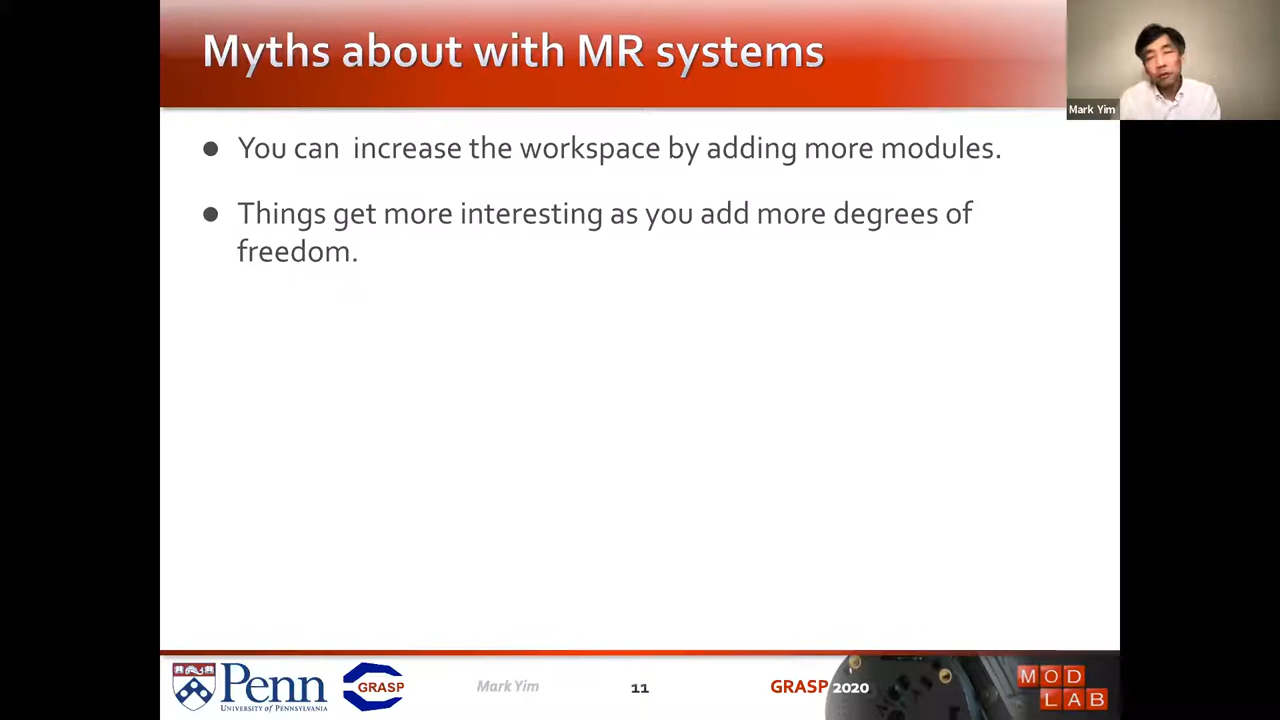 Myths about with MR systems
Mark Yim
● You can increase the workspace by adding more modules.
● Things get more interesting as you add more degrees of
freedom.
Penn
UNIVERSITY of PENNSYLVANIA
GRASP
Mark Yim
11
GRASP 2020
MOD
LAB